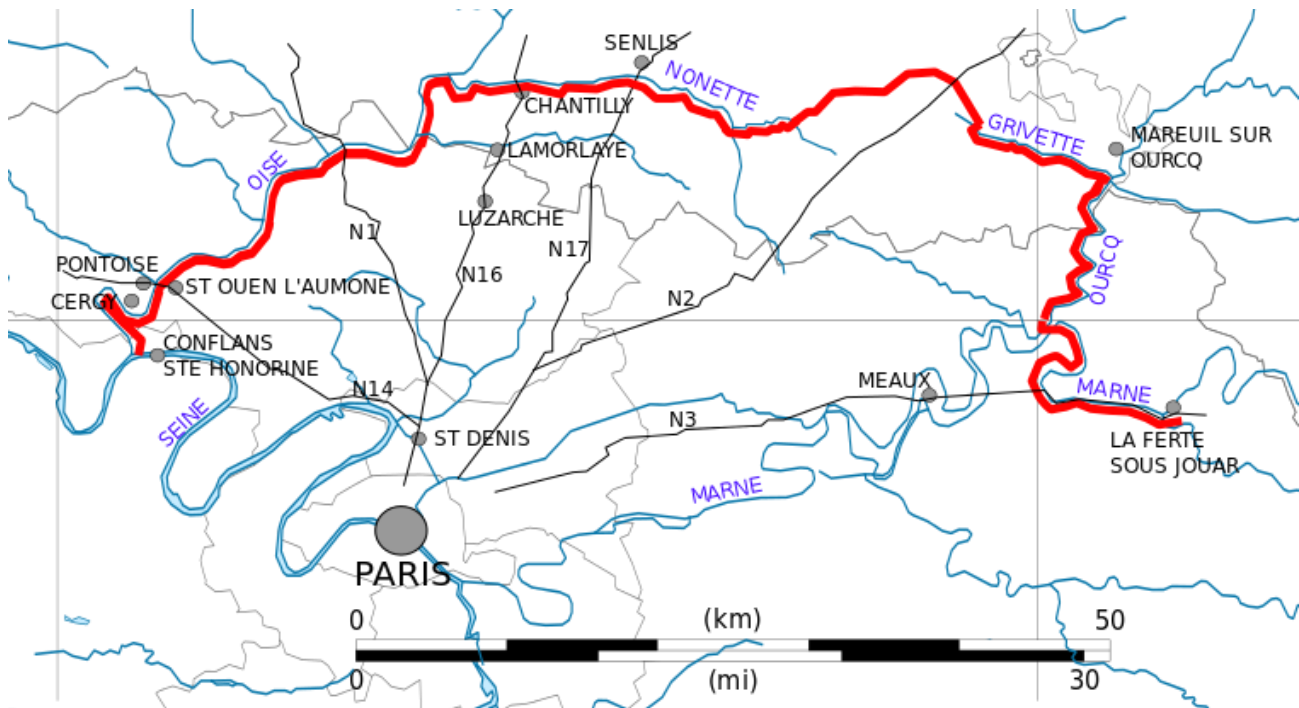 SENLIS
NONETTE
CHANTILLY
GRIVETTE
MAREUIL SUR
OURCQ
LAMORLAYE
OISE
LUZARCHE
N1
N17
N16
PONTOISE
ST OUEN L'AUMONE
CERGY
OURCQ
N2
CONFLANS
STE HONORINE
N14
MEAUX
MARNE
SEINE
N3
ST DENIS
LA FERTE
SOUS JOUAR
MARNE
PARIS
0 (km) 50
0 (mi) 30